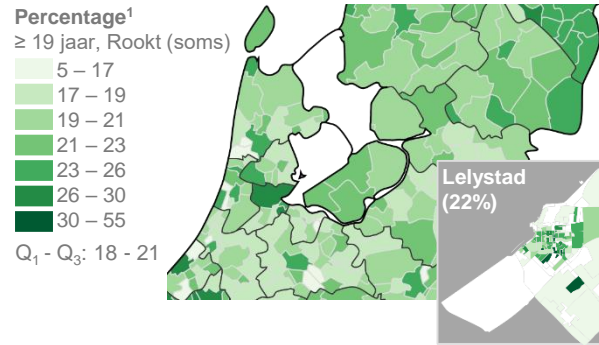 Percentage¹
≥ 19 jaar, Rookt (soms)
5 – 17
17 – 19
19 – 21
21 – 23
23 – 26
26 – 30
30 – 55
Q₁ - Q₃: 18 - 21
Lelystad
(22%)